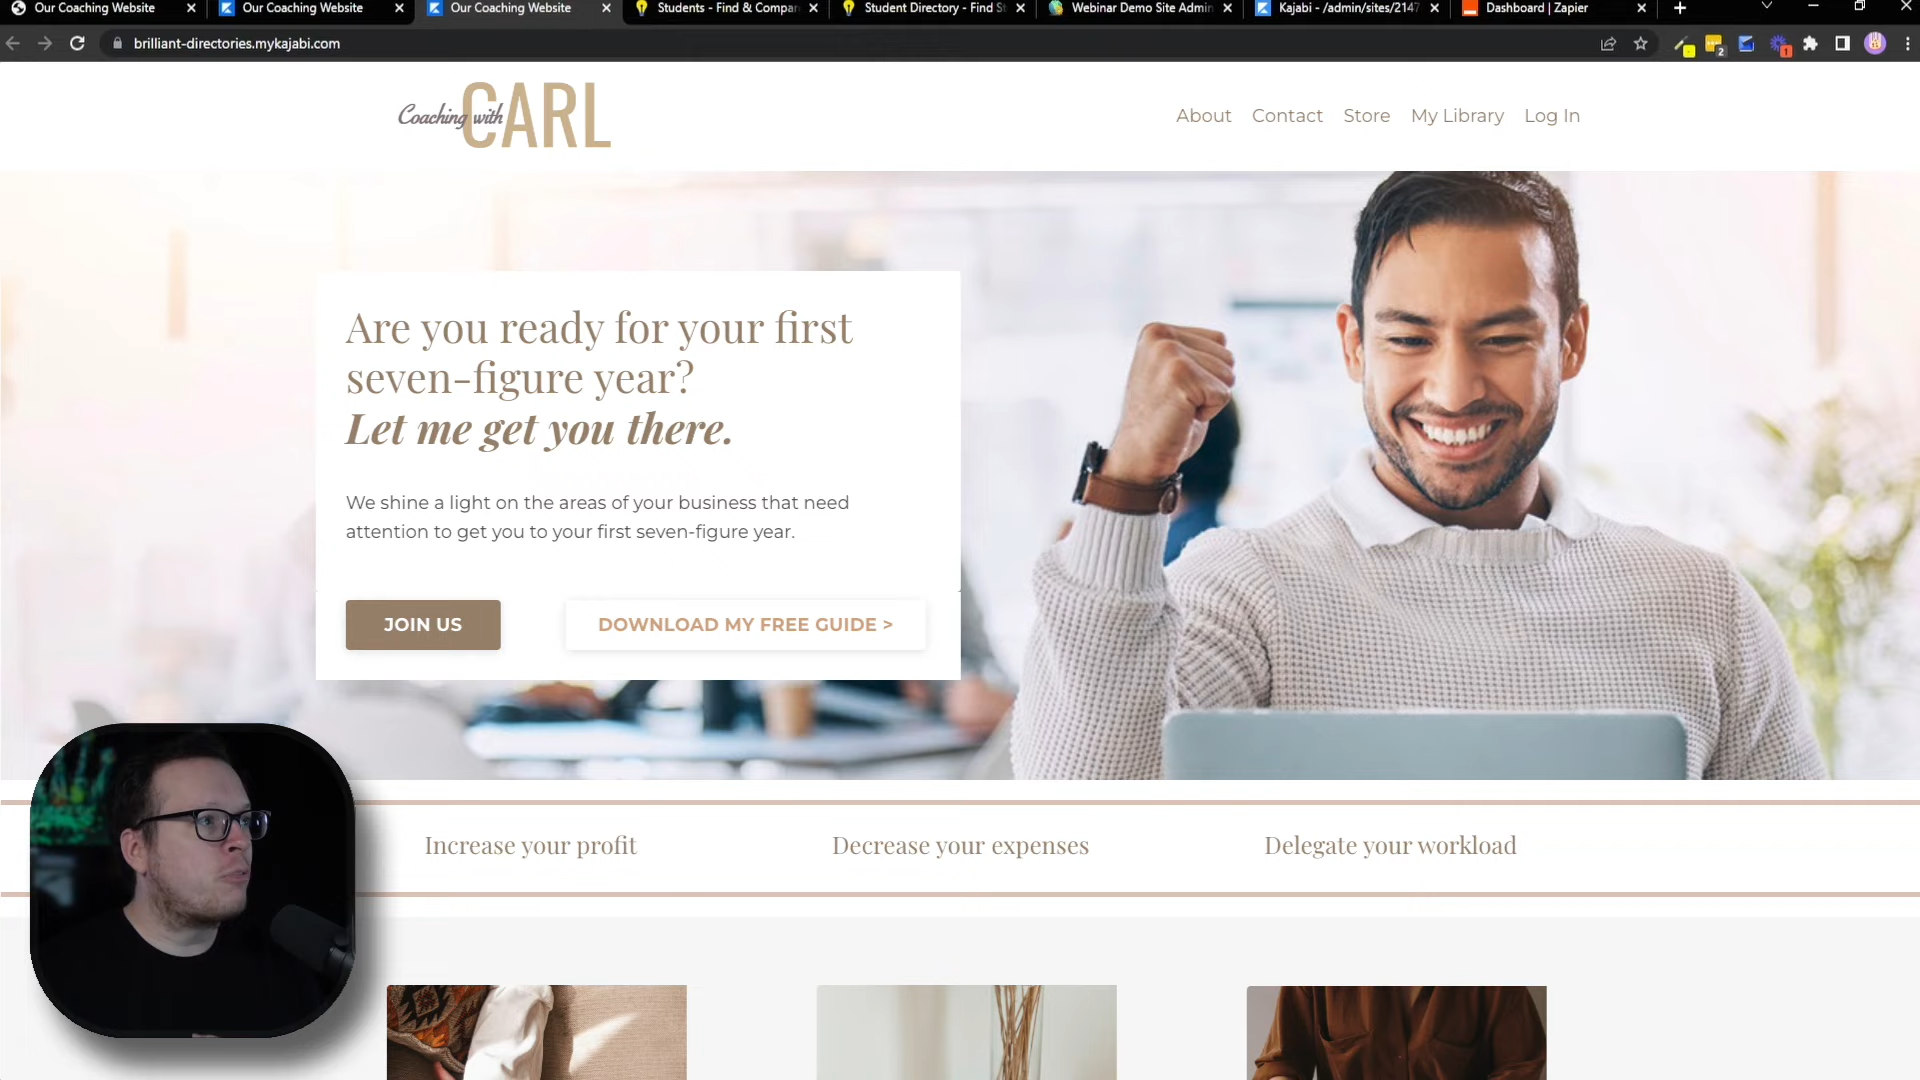 Our Coaching Website
Our Coaching Website
Our Coaching Website
Students - Find & Compar
Student Directory - Find St
Webinar Demo Site Admin
Kajabi - /admin/sites/2147
Dashboard | Zapier
brilliant-directories.mykajabi.com
2
1
Coaching with CARL
About
Contact
Store
My Library
Log In
Are you ready for your first
seven-figure year?
Let me get you there.
We shine a light on the areas of your business that need
attention to get you to your first seven-figure year.
JOIN US
DOWNLOAD MY FREE GUIDE >
Increase your profit
Decrease your expenses
Delegate your workload